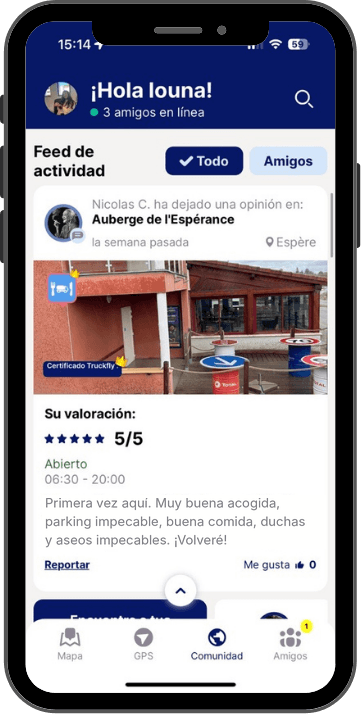 15:14
59
¡Hola louna!
3 amigos en línea
Feed de
actividad
Todo
Amigos
Nicolas C. ha dejado una opinión en:
Auberge de l'Espérance
la semana pasada
Espère
Certificado Truckfly
TOTAL
Su valoración:
5/5
Abierto
06:30 - 20:00
Primera vez aquí. Muy buena acogida,
parking impecable, buena comida, duchas
y aseos impecables. ¡Volveré!
Reportar
Me gusta 0
1
Mapa
GPS
Comunidad
Amigos